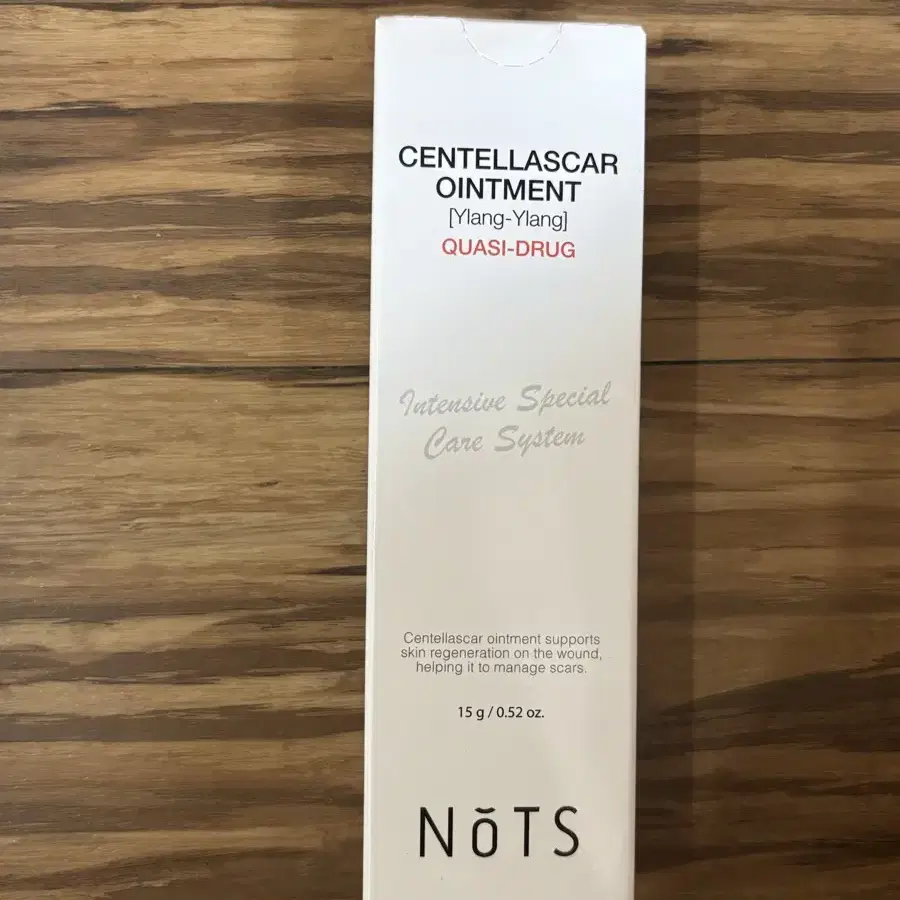 CENTELLASCAR
OINTMENT
[Ylang-Ylang]
QUASI-DRUG
Intensive Special
Care System
Centellascar ointment supports
skin regeneration on the wound,
helping it to manage scars.
15 g / 0.52 oz.
NŏTS